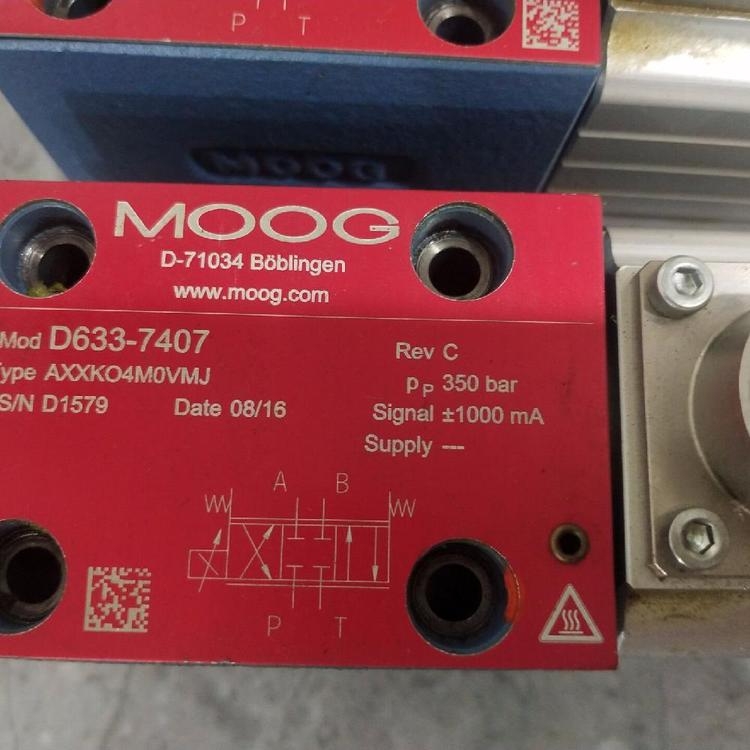 P T
MOOG
MOOG
D-71034 Böblingen
www.moog.com
Mod D633-7407
Type AXXKO4M0VMJ
S/N D1579 Date 08/16
Rev C
pP 350 bar
Signal ±1000 mA
Supply ---
A B
P T